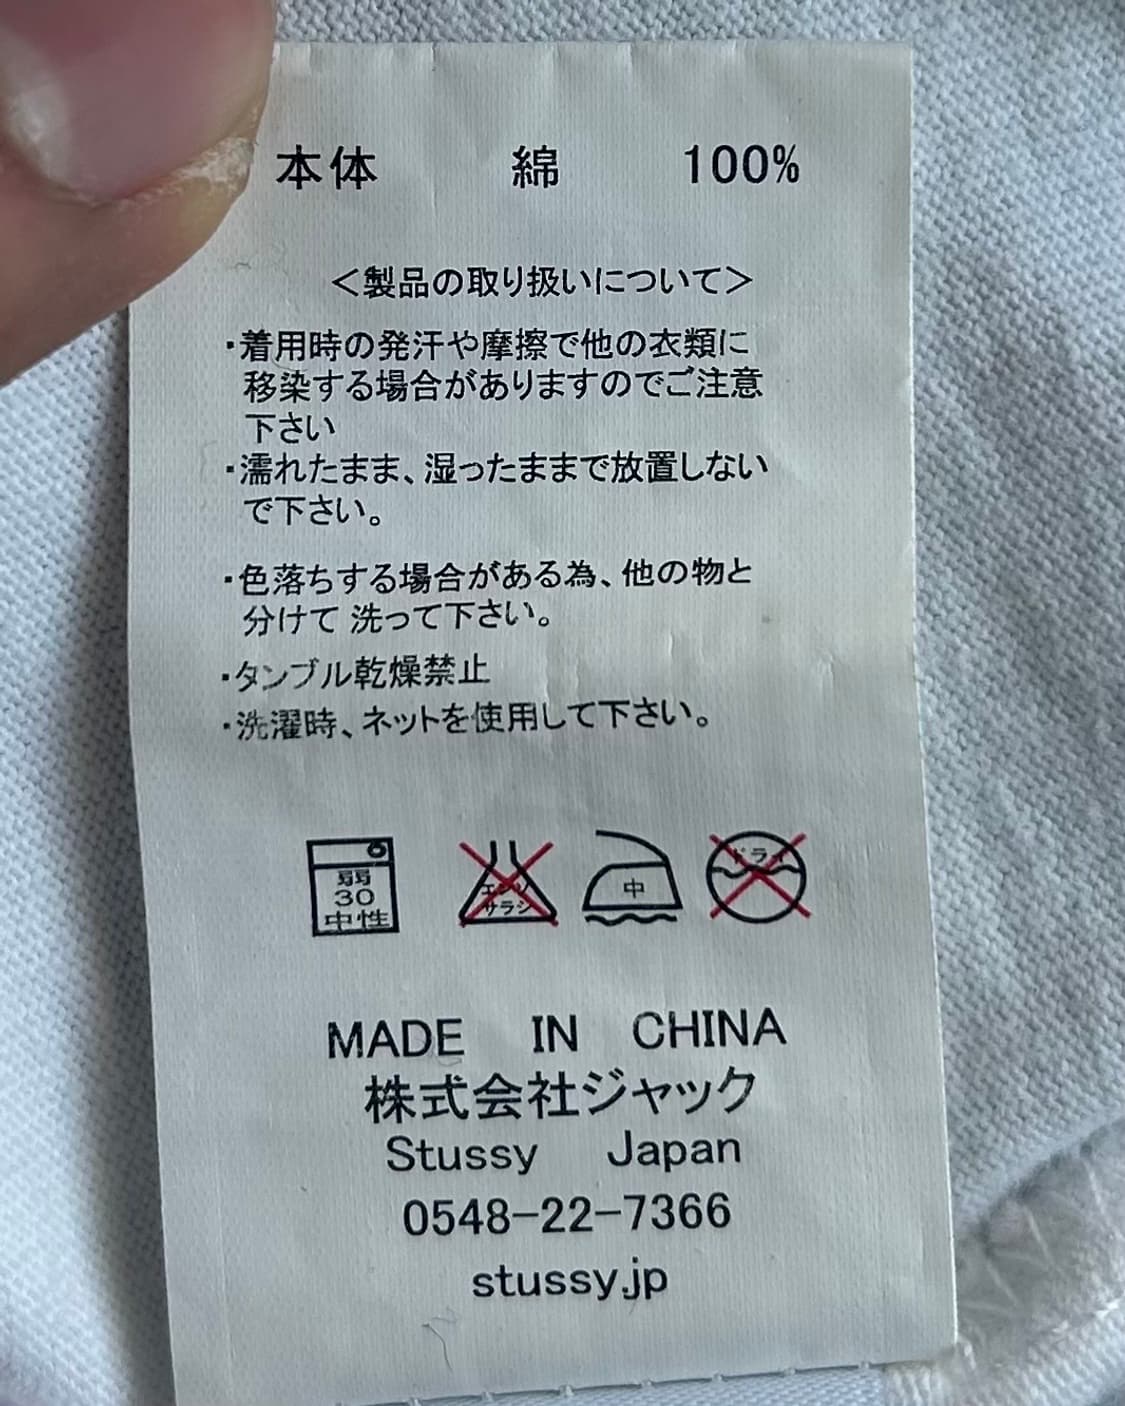 本体 綿 100%
＜製品の取り扱いについて＞
・着用時の発汗や摩擦で他の衣類に
移染する場合がありますのでご注意
下さい
・濡れたまま、湿ったままで放置しない
で下さい。
・色落ちする場合がある為、他の物と
分けて 洗って下さい。
・タンブル乾燥禁止
・洗濯時、ネットを使用して下さい。
弱 エンソ 中 ドライ
30 サラシ
中性
MADE IN CHINA
株式会社ジャック
Stussy Japan
0548-22-7366
stussy.jp